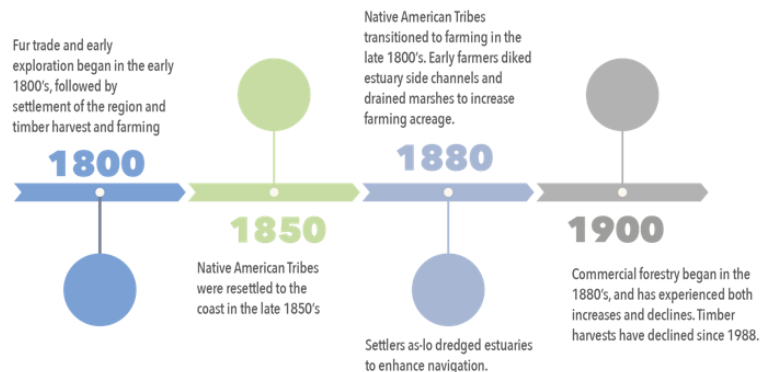 Fur trade and early
exploration began in the early
1800's, followed by
settlement of the region and
timber harvest and farming
1800
1850
Native American Tribes
were resettled to the
coast in the late 1850's
Native American Tribes
transitioned to farming in the
late 1800's. Early farmers diked
estuary side channels and
drained marshes to increase
farming acreage.
1880
Settlers as-lo dredged estuaries
to enhance navigation.
1900
Commercial forestry began in the
1880's, and has experienced both
increases and declines. Timber
harvests have declined since 1988.